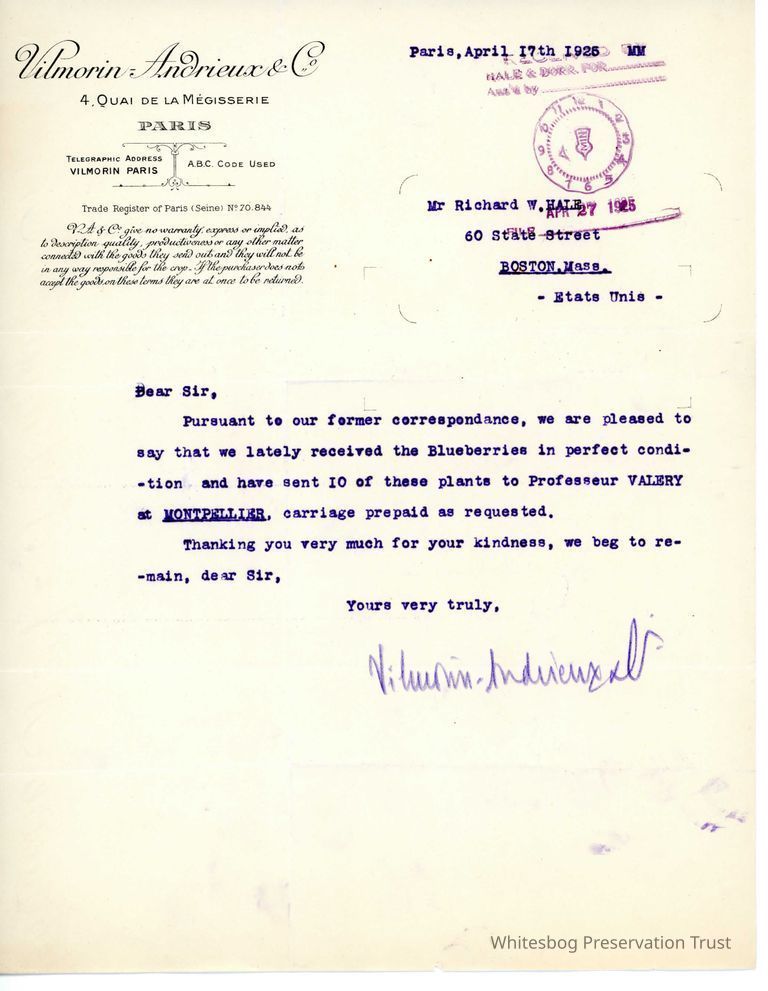 Vilmorin-Andrieux & Cº
4, QUAI DE LA MÉGISSERIE
PARIS
TELEGRAPHIC ADDRESS
VILMORIN PARIS
A.B.C. CODE USED
Trade Register of Paris (Seine) Nº 70.844
V.A & Cº give no warranty, express or implied, as
to description quality, productiveness or any other matter
connected with the goods they send out and they will not be
in any way responsible for the crop. If the purchaser does not
accept the goods on these terms they are at once to be returned.
Paris, April I7th I925 MM
HALE & DORR, FOR
Ans'd by
Mr Richard W. HALE
APR 27 1925
60 State Street
BOSTON.Mass.
- Etats Unis -
Dear Sir,
Pursuant to our former correspondance, we are pleased to
say that we lately received the Blueberries in perfect condi-
-tion and have sent IO of these plants to Professeur VALERY
at MONTPELLIER, carriage prepaid as requested.
Thanking you very much for your kindness, we beg to re-
-main, dear Sir,
Yours very truly,
Vilmorin-Andrieux & Cº
Whitesbog Preservation Trust